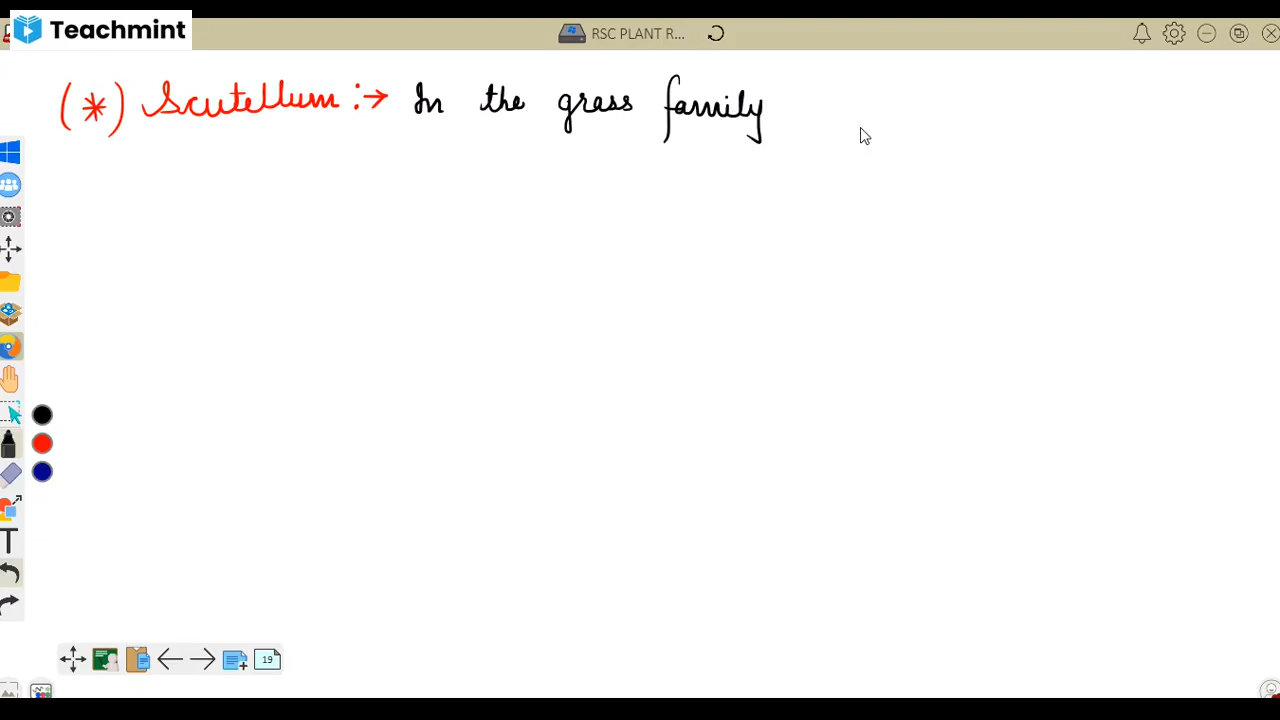 Teachmint
RSC PLANT R...
(*) Scutellum :→ In the grass family
T
19